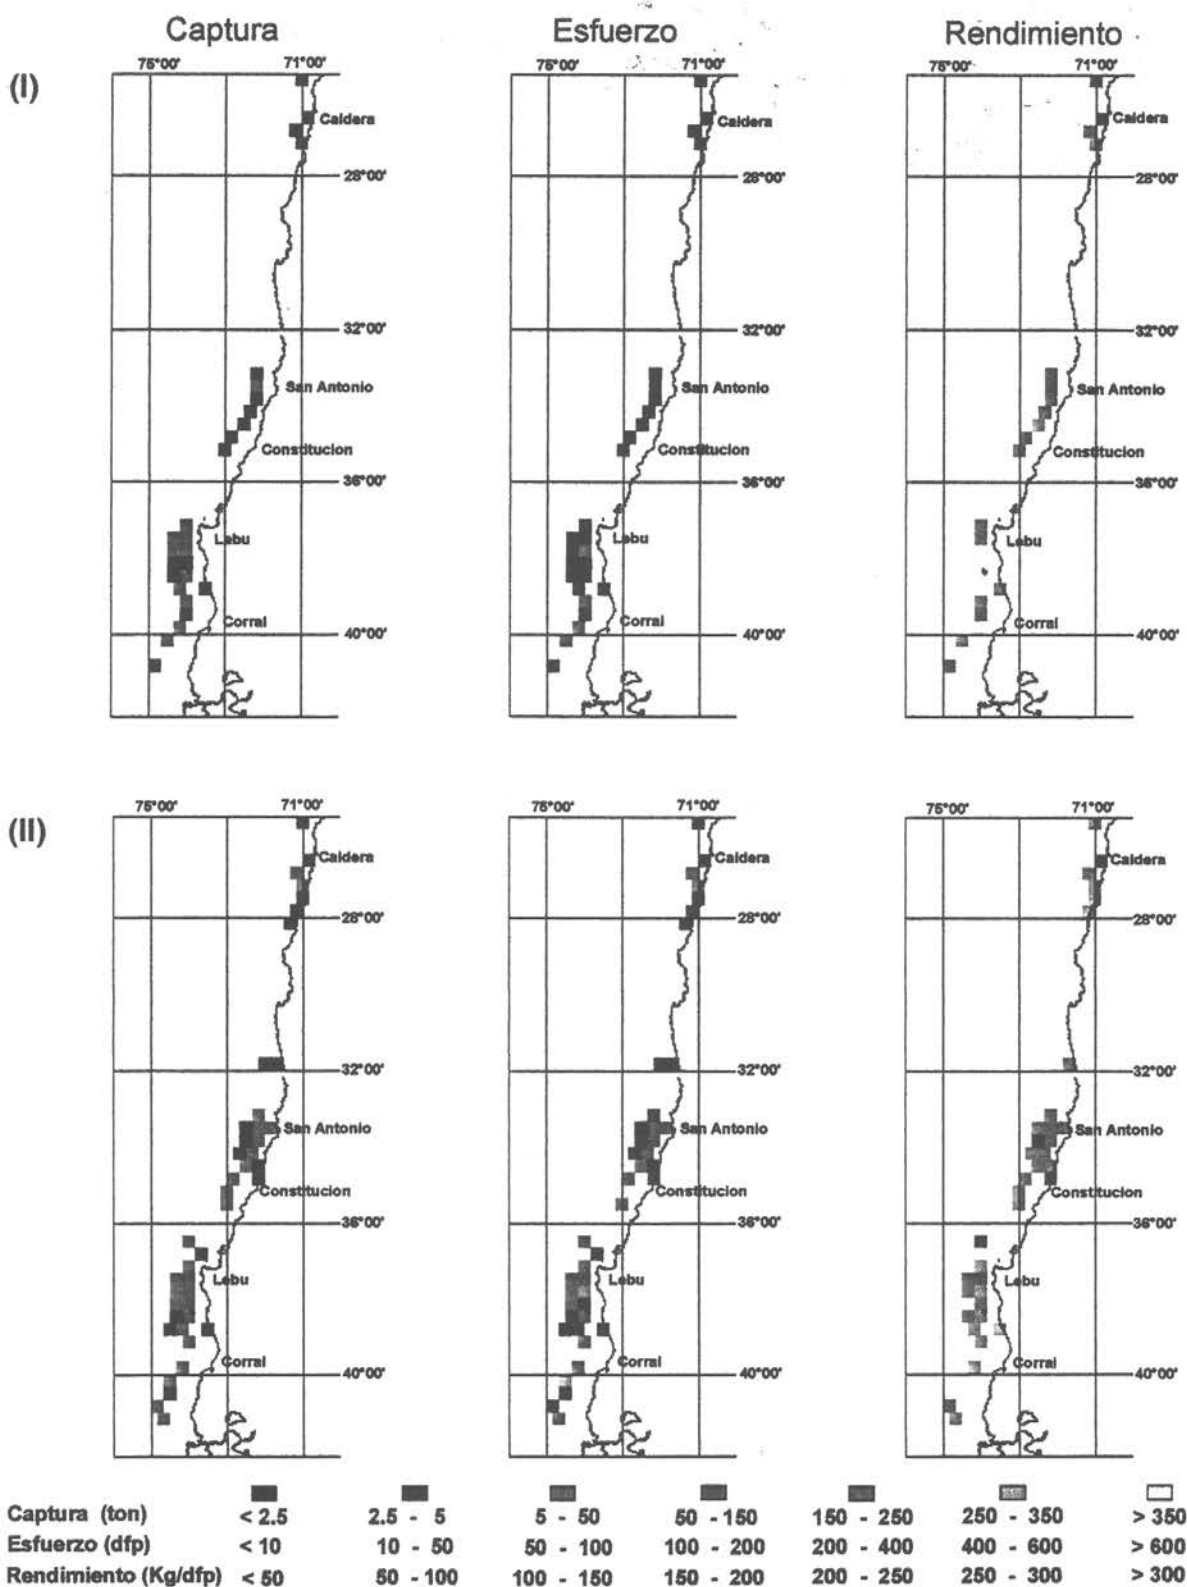 Captura Esfuerzo Rendimiento
(I)
75°00' 71°00' 75°00' 71°00' 75°00' 71°00'
Caldera Caldera Caldera
28°00' 28°00' 28°00'
32°00' 32°00' 32°00'
San Antonio San Antonio San Antonio
Constitucion Constitucion Constitucion
36°00' 36°00' 36°00'
Lebu Lebu Lebu
Corral Corral Corral
40°00' 40°00' 40°00'
(II)
75°00' 71°00' 75°00' 71°00' 75°00' 71°00'
Caldera Caldera Caldera
28°00' 28°00' 28°00'
32°00' 32°00' 32°00'
San Antonio San Antonio San Antonio
Constitucion Constitucion Constitucion
36°00' 36°00' 36°00'
Lebu Lebu Lebu
Corral Corral Corral
40°00' 40°00' 40°00'
Captura (ton) < 2.5 2.5 - 5 5 - 50 50 - 150 150 - 250 250 - 350 > 350
Esfuerzo (dfp) < 10 10 - 50 50 - 100 100 - 200 200 - 400 400 - 600 > 600
Rendimiento (Kg/dfp) < 50 50 - 100 100 - 150 150 - 200 200 - 250 250 - 300 > 300